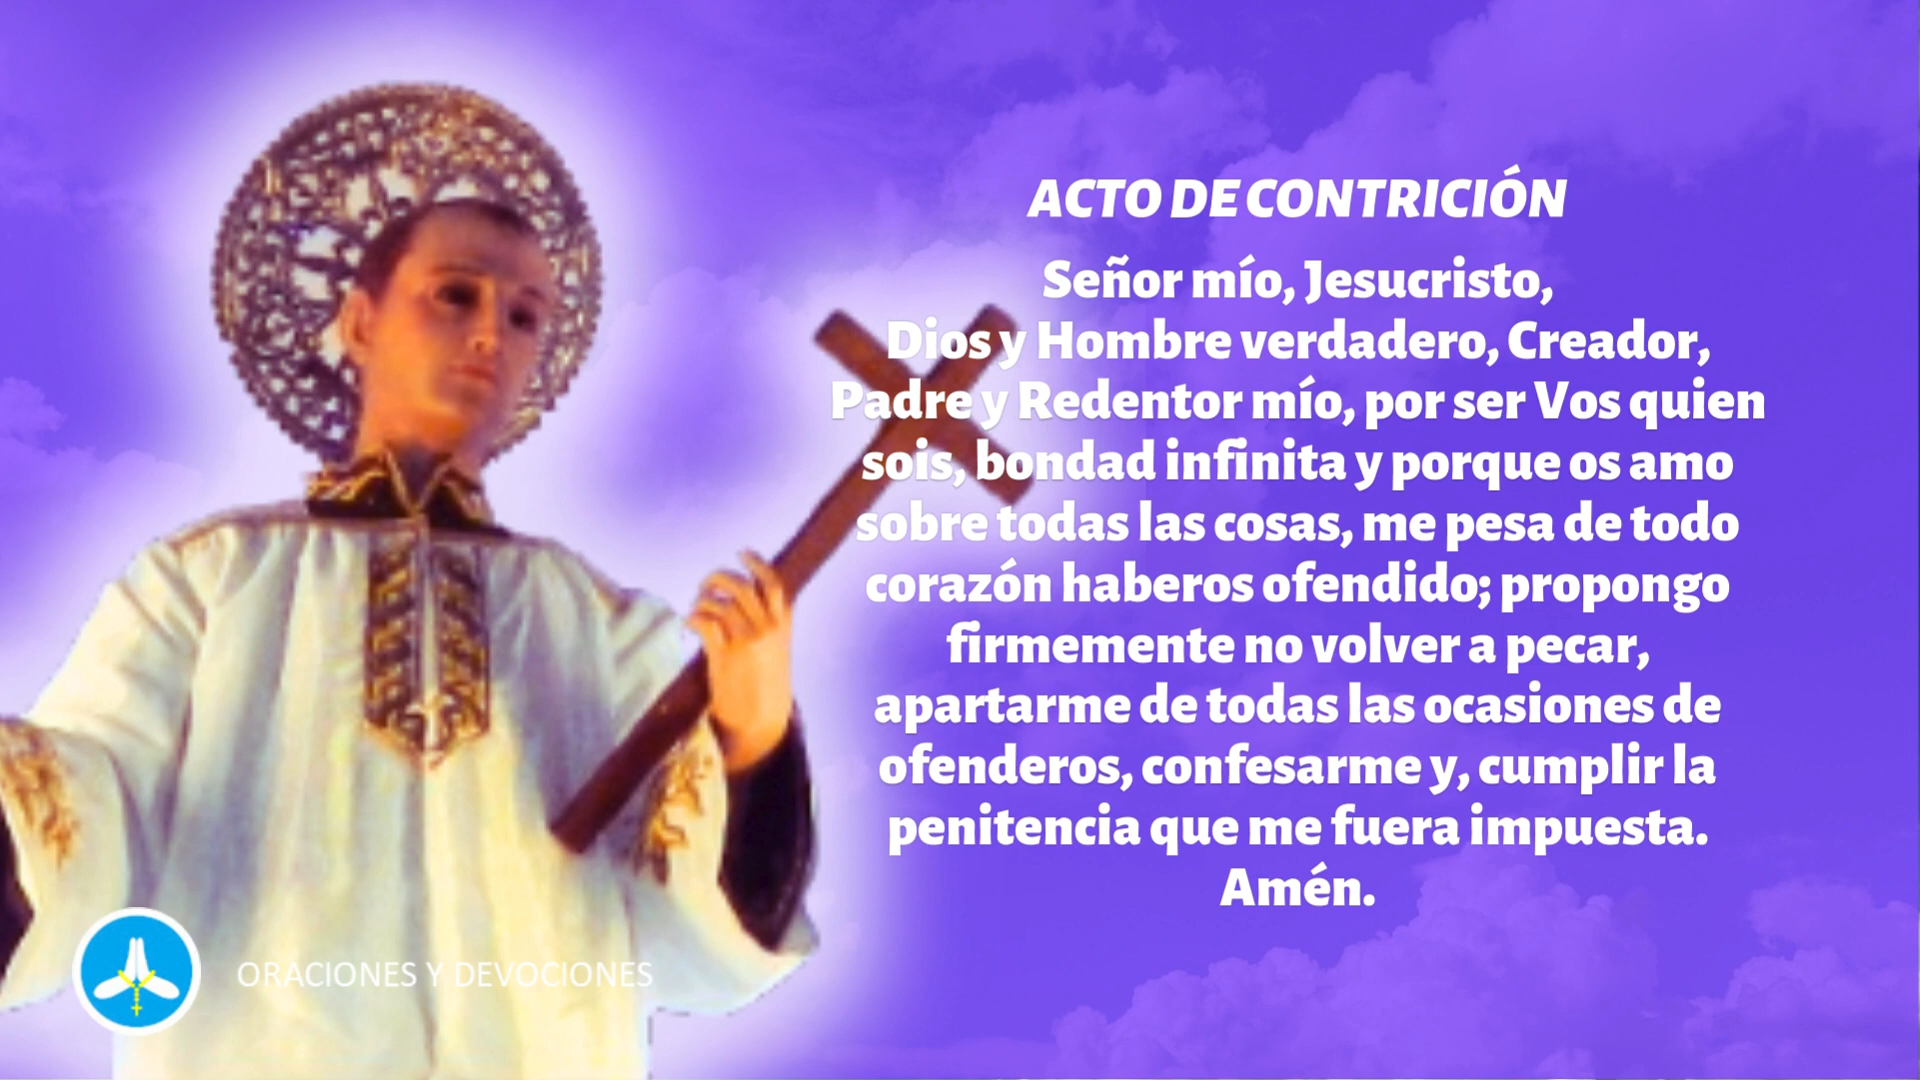 ACTO DE CONTRICIÓN
Señor mío, Jesucristo,
Dios y Hombre verdadero, Creador,
Padre y Redentor mío, por ser Vos quien
sois, bondad infinita y porque os amo
sobre todas las cosas, me pesa de todo
corazón haberos ofendido; propongo
firmemente no volver a pecar,
apartarme de todas las ocasiones de
ofenderos, confesarme y, cumplir la
penitencia que me fuera impuesta.
Amén.
ORACIONES Y DEVOCIONES